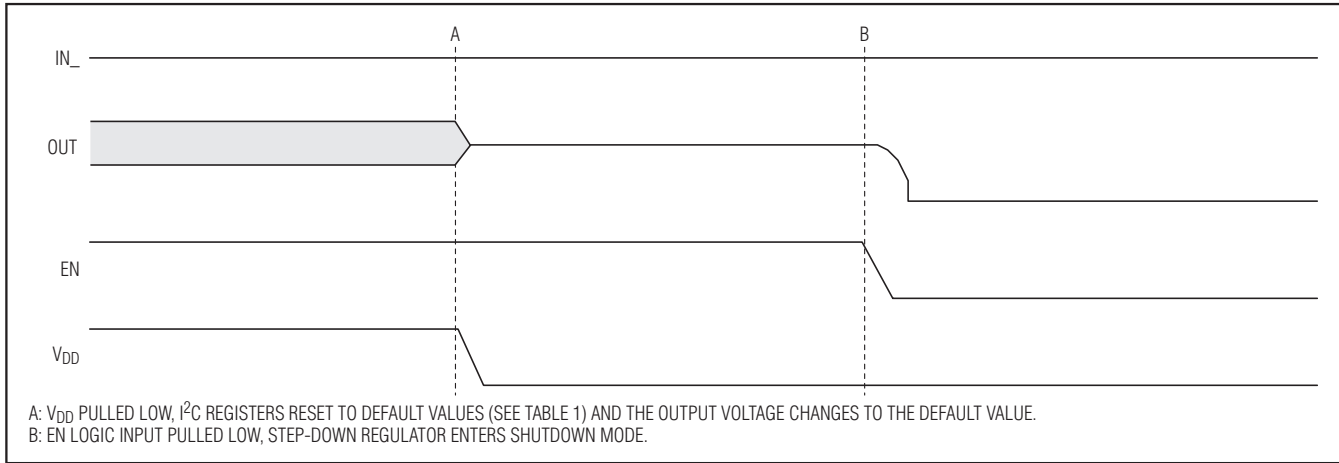 A B
IN_
OUT
EN
VDD
A: VDD PULLED LOW, I2C REGISTERS RESET TO DEFAULT VALUES (SEE TABLE 1) AND THE OUTPUT VOLTAGE CHANGES TO THE DEFAULT VALUE.
B: EN LOGIC INPUT PULLED LOW, STEP-DOWN REGULATOR ENTERS SHUTDOWN MODE.